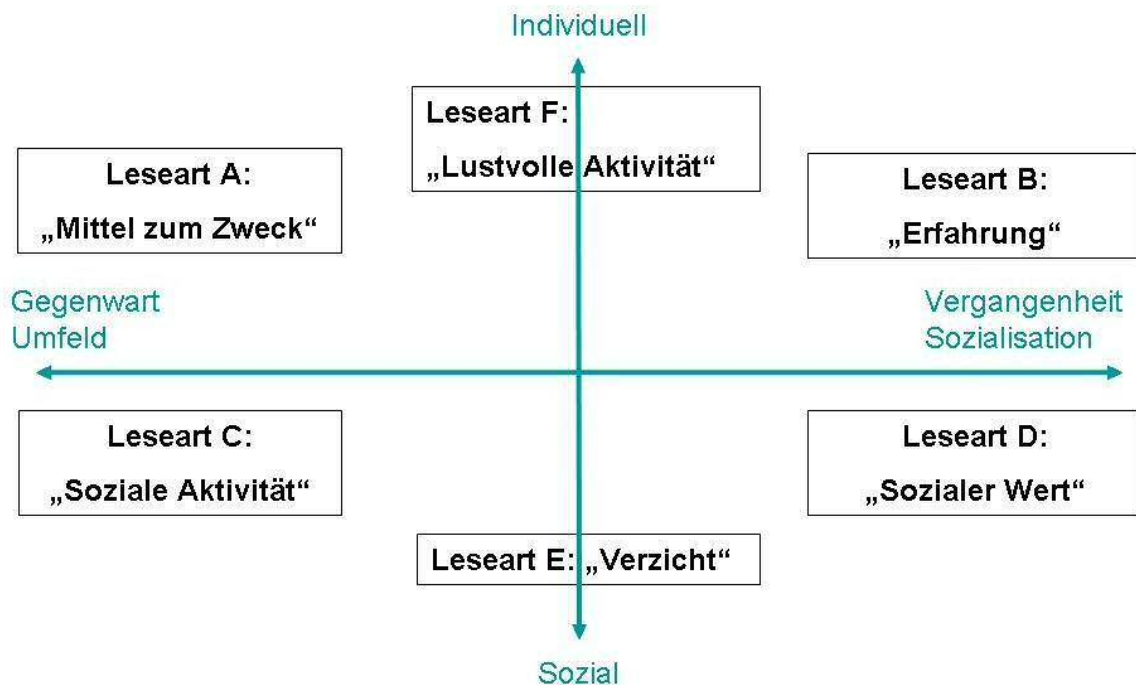 Individuell
Leseart F:
„Lustvolle Aktivität“
Leseart A:
„Mittel zum Zweck“
Leseart B:
„Erfahrung“
Gegenwart
Umfeld
Vergangenheit
Sozialisation
Leseart C:
„Soziale Aktivität“
Leseart D:
„Sozialer Wert“
Leseart E: „Verzicht“
Sozial